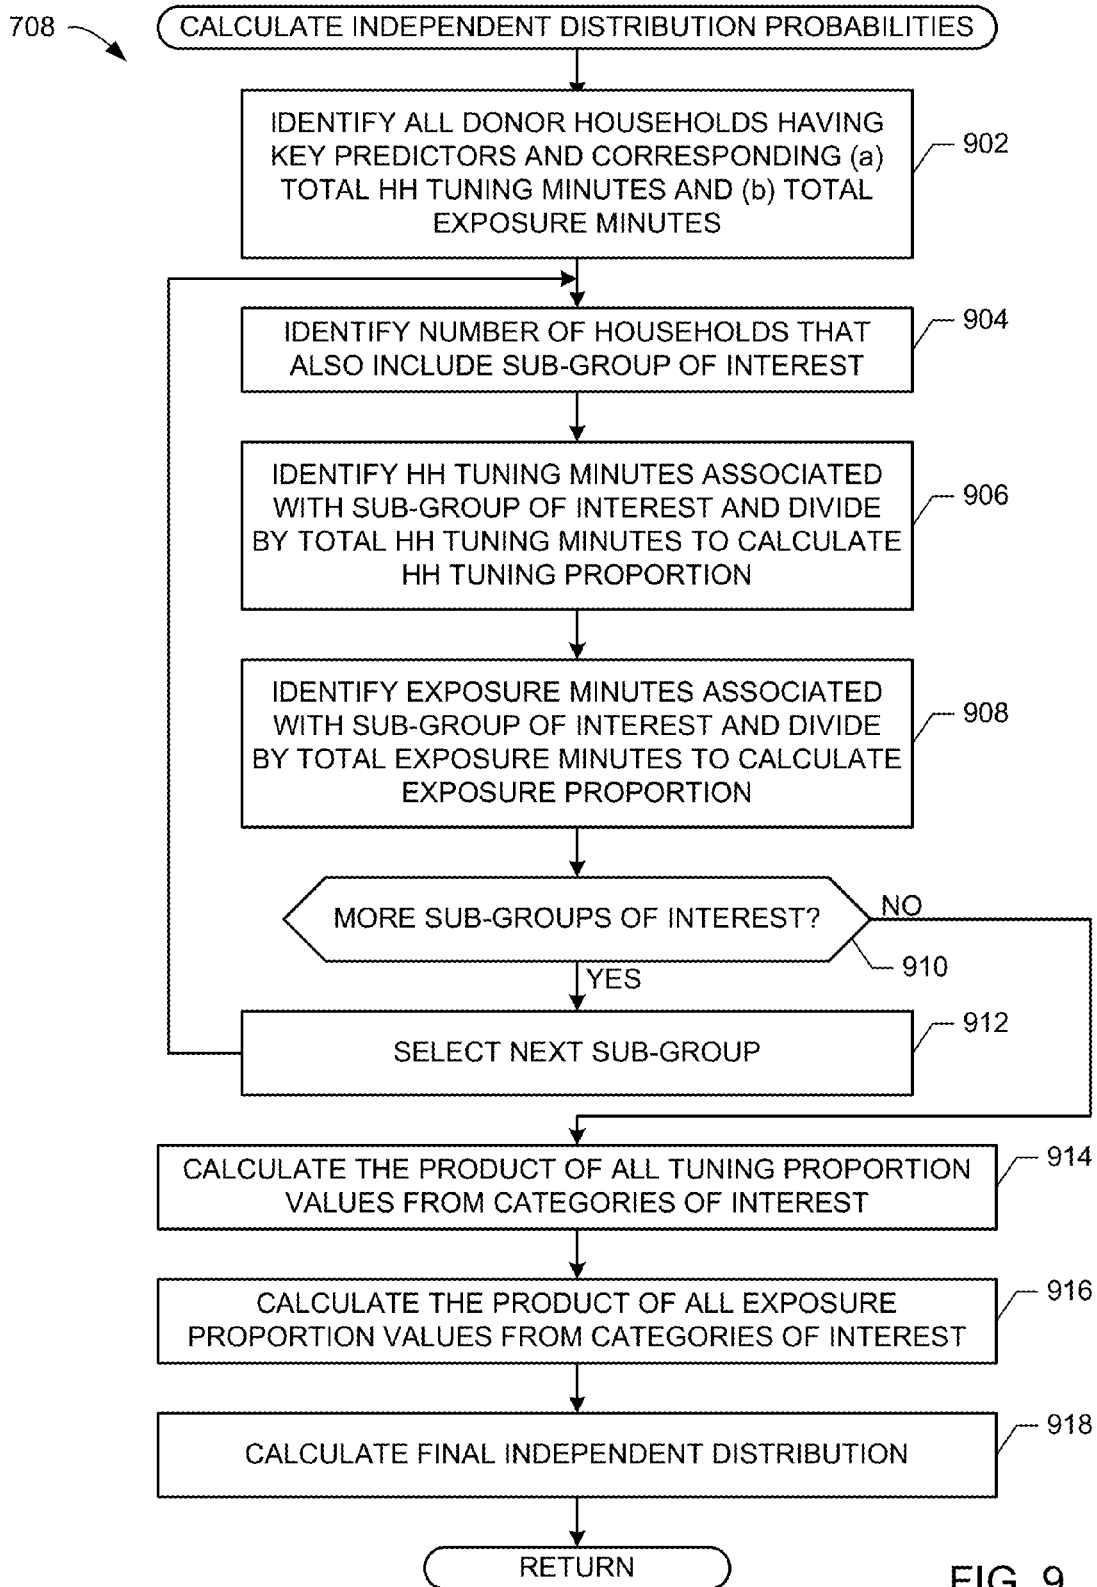 708
CALCULATE INDEPENDENT DISTRIBUTION PROBABILITIES
IDENTIFY ALL DONOR HOUSEHOLDS HAVING
KEY PREDICTORS AND CORRESPONDING (a)
TOTAL HH TUNING MINUTES AND (b) TOTAL
EXPOSURE MINUTES
902
IDENTIFY NUMBER OF HOUSEHOLDS THAT
ALSO INCLUDE SUB-GROUP OF INTEREST
904
IDENTIFY HH TUNING MINUTES ASSOCIATED
WITH SUB-GROUP OF INTEREST AND DIVIDE
BY TOTAL HH TUNING MINUTES TO CALCULATE
HH TUNING PROPORTION
906
IDENTIFY EXPOSURE MINUTES ASSOCIATED
WITH SUB-GROUP OF INTEREST AND DIVIDE
BY TOTAL EXPOSURE MINUTES TO CALCULATE
EXPOSURE PROPORTION
908
MORE SUB-GROUPS OF INTEREST?
NO
910
YES
SELECT NEXT SUB-GROUP
912
CALCULATE THE PRODUCT OF ALL TUNING PROPORTION
VALUES FROM CATEGORIES OF INTEREST
914
CALCULATE THE PRODUCT OF ALL EXPOSURE
PROPORTION VALUES FROM CATEGORIES OF INTEREST
916
CALCULATE FINAL INDEPENDENT DISTRIBUTION
918
RETURN
FIG. 9